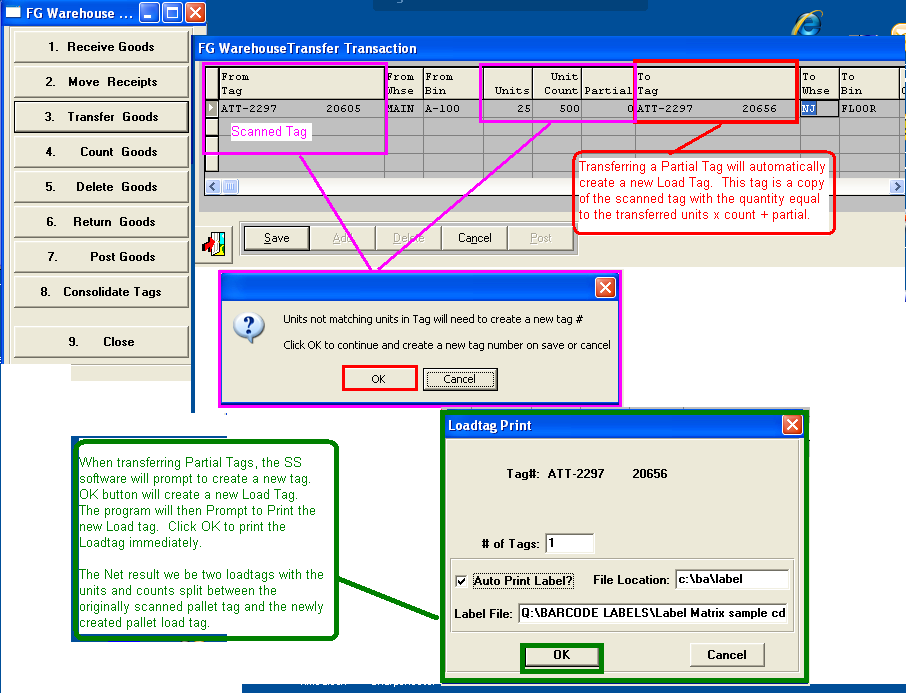 FG Warehouse ...
1. Receive Goods
2. Move Receipts
3. Transfer Goods
4. Count Goods
5. Delete Goods
6. Return Goods
7. Post Goods
8. Consolidate Tags
9. Close
FG WarehouseTransfer Transaction
From Tag
From Whse
From Bin
Units
Unit Count
Partial
To Tag
To Whse
To Bin
ATT-2297 20605 MAIN A-100 25 500 0 ATT-2297 20656 NJ FLOOR
Scanned Tag
Transferring a Partial Tag will automatically
create a new Load Tag. This tag is a copy
of the scanned tag with the quantity equal
to the transferred units x count + partial.
Save Add Delete Cancel Post
Units not matching units in Tag will need to create a new tag #
Click OK to continue and create a new tag number on save or cancel
OK Cancel
When transferring Partial Tags, the SS
software will prompt to create a new tag.
OK button will create a new Load Tag.
The program will then Prompt to Print the
new Load tag. Click OK to print the
Loadtag immediately.
The Net result we be two loadtags with the
units and counts split between the
originally scanned pallet tag and the newly
created pallet load tag.
Loadtag Print
Tag#: ATT-2297 20656
# of Tags: 1
Auto Print Label? File Location: c:\ba\label
Label File: Q:\BARCODE LABELS\Label Matrix sample cd
OK Cancel